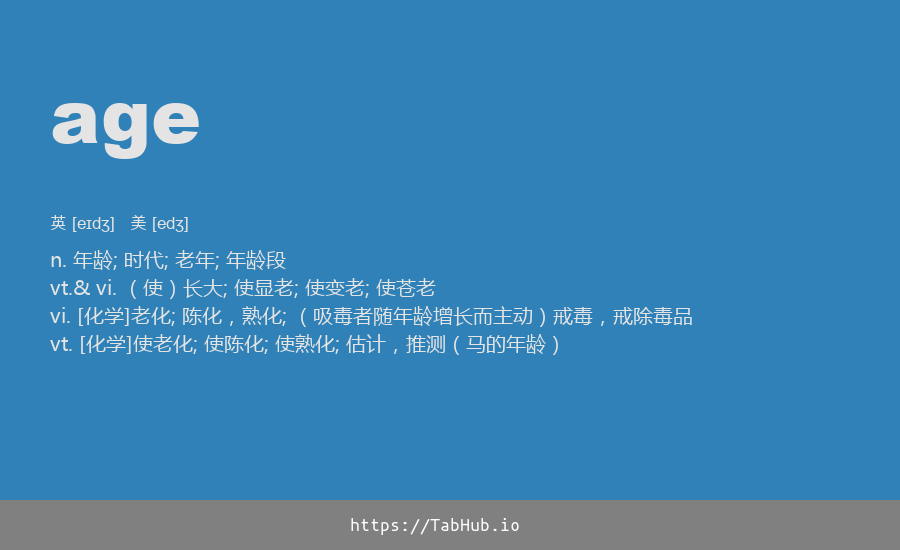 age
英 [eɪdʒ] 美 [edʒ]
n. 年龄; 时代; 老年; 年龄段
vt.& vi. （使）长大; 使显老; 使变老; 使苍老
vi. [化学]老化; 陈化，熟化; （吸毒者随年龄增长而主动）戒毒，戒除毒品
vt. [化学]使老化; 使陈化; 使熟化; 估计，推测（马的年龄）
https://TabHub.io